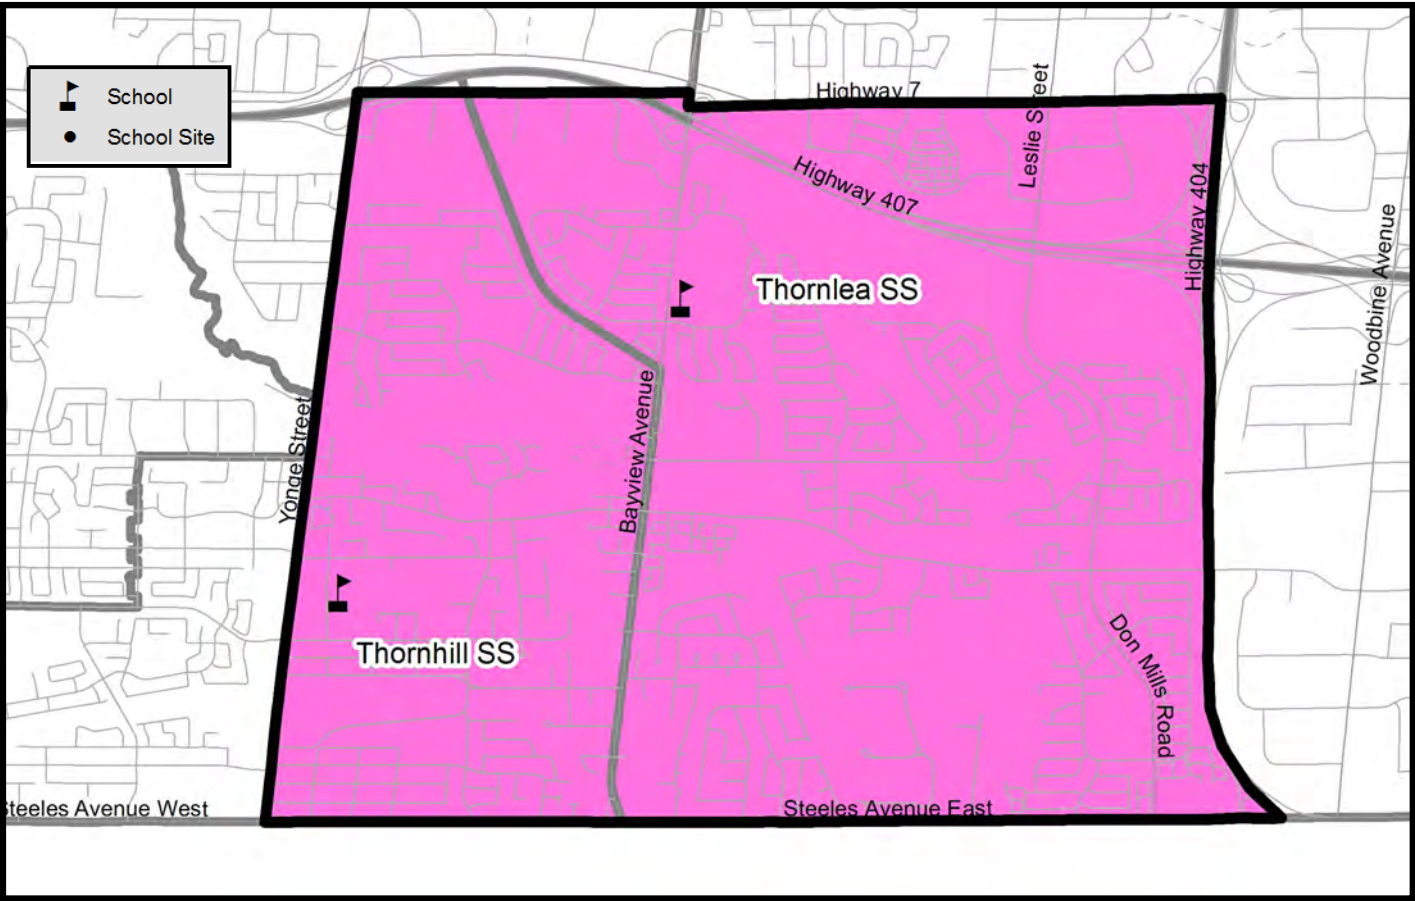 School
School Site
Highway 7
Leslie Street
Highway 407
Highway 404
Woodbine Avenue
Thornlea SS
Bayview Avenue
Yonge Street
Thornhill SS
Don Mills Road
Steeles Avenue West
Steeles Avenue East